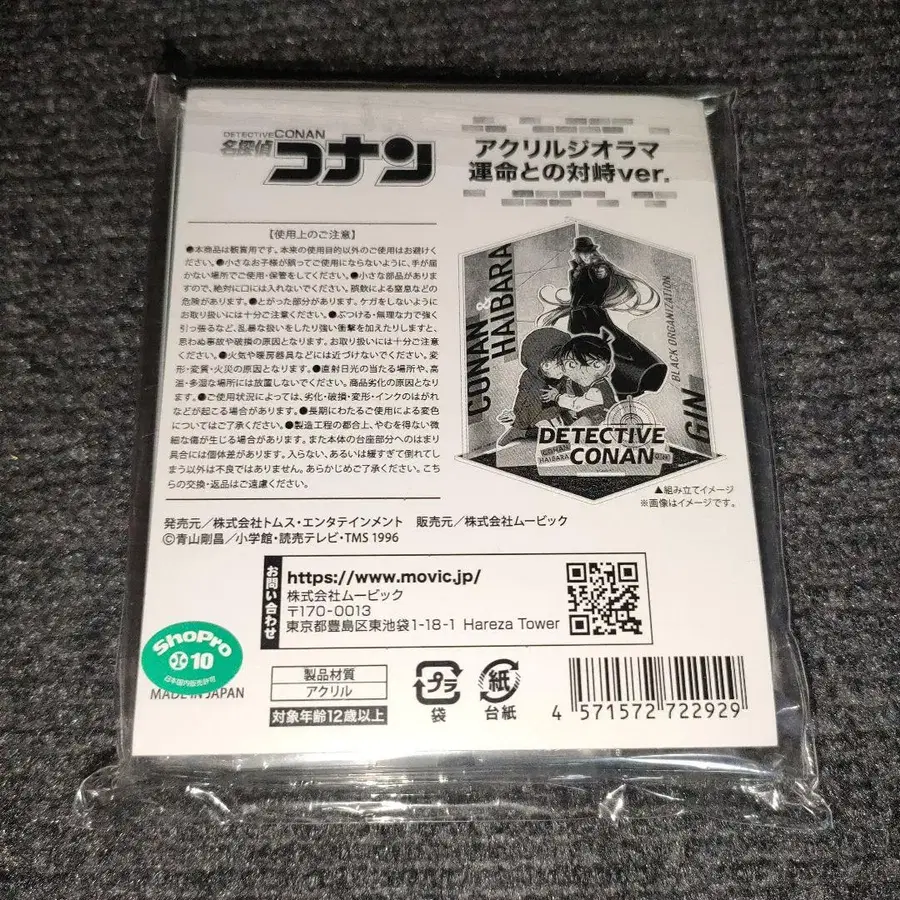 DETECTIVE CONAN
名探偵
コナン
アクリルジオラマ
運命との対峙ver.
【使用上のご注意】
●本商品は観賞用です。本来の使用目的以外のご使用はお避けく
ださい。●小さなお子様が誤ってご使用にならないように、手が届
かない場所でご使用・保管をしてください。●小さな部品がありま
すので、絶対に口には入れないでください。誤飲による窒息などの
危険があります。●とがった部分があります。ケガをしないように
お取り扱いには十分ご注意ください。●ぶつける・無理な力で強く
引っ張るなど、乱暴な扱いをしたり強い衝撃を加えたりしますと、
思わぬ事故や破損の原因となります。お取り扱いには十分ご注意
ください。●火気や暖房器具などには近づけないでください。変
形・変質・火災の原因となります。●直射日光の当たる場所や、高
温・多湿な場所には放置しないでください。商品劣化の原因となりま
す。●ご使用状況によっては、劣化・破損・変形・インクのはがれ
などが起こる場合があります。●長期にわたるご使用による変色
についてはご了承ください。●製造工程の都合上、やむを得ない微
細な傷が生じる場合があります。また本体の台座部分へのはまり
具合には個体差があります。入らない、あるいは緩すぎて倒れてし
まう以外は不良ではありません。あらかじめご了承ください。こちら
の交換・返品はご遠慮ください。
CONAN
&
HAIBARA
BLACK ORGANIZATION
GIN
DETECTIVE
CONAN
CONAN
HAIBARA
GIN
▲組み立てイメージ
※画像はイメージです。
発売元／株式会社トムス・エンタテインメント 販売元／株式会社ムービック
©青山剛昌／小学館・読売テレビ・TMS 1996
お問い合わせ
https://www.movic.jp/
株式会社ムービック
〒170-0013
東京都豊島区東池袋1-18-1 Hareza Tower
ShoPro
10
日本国内販売許可
MADE IN JAPAN
製品材質
アクリル
対象年齢12歳以上
プラ
袋
紙
台紙
4 571572 722929